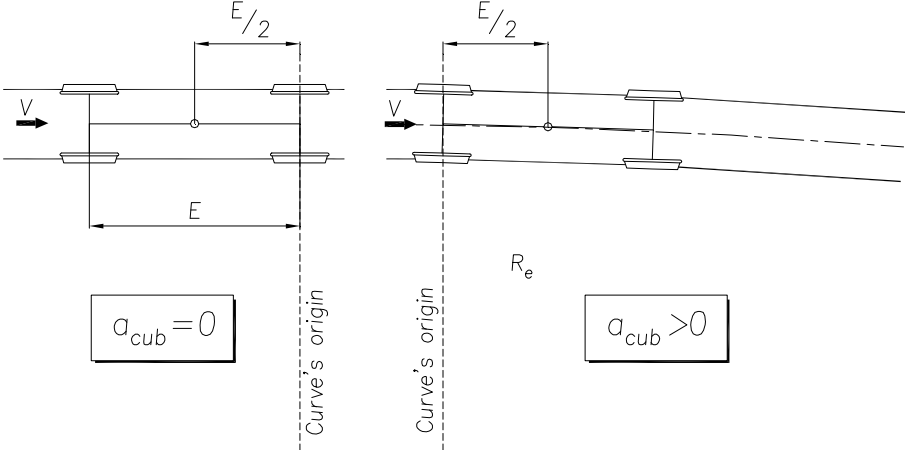 E/2
E/2
V
V
E
R_e
a_cub=0
Curve's origin
Curve's origin
a_cub>0